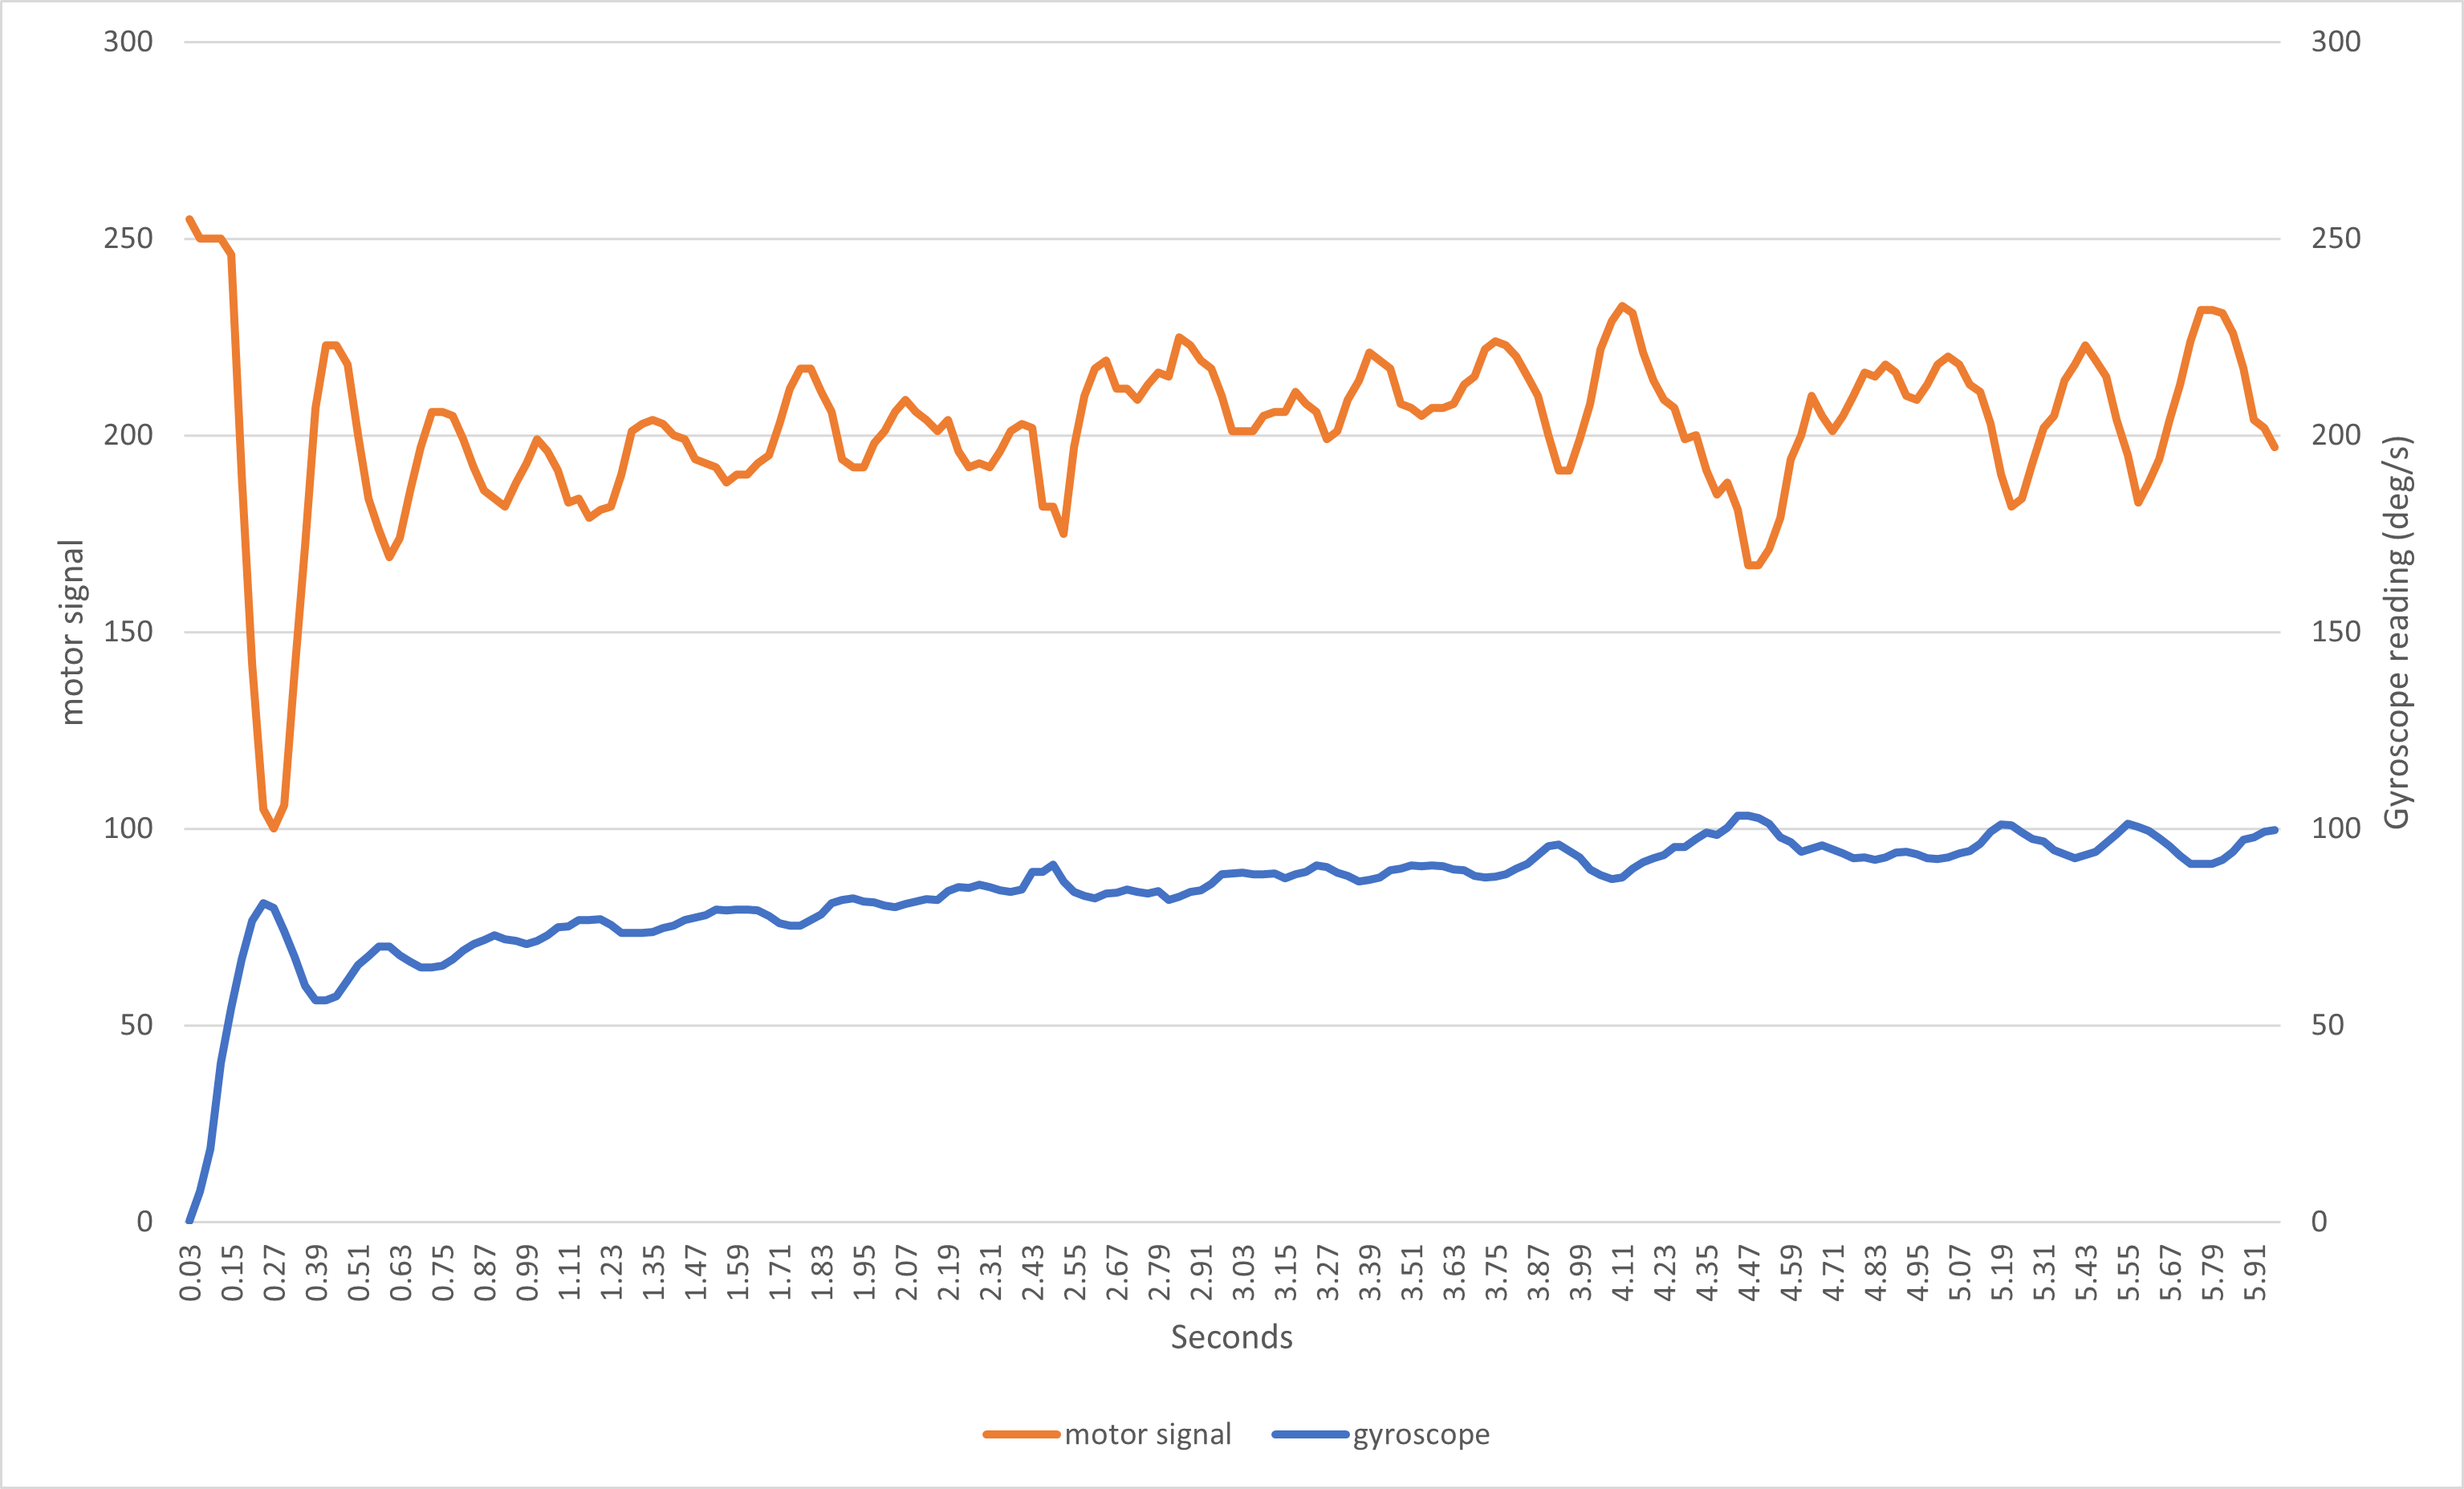 300
250
200
150
100
50
0
motor signal
300
250
200
150
100
50
0
Gyroscope reading (deg/s)
0.03 0.15 0.27 0.39 0.51 0.63 0.75 0.87 0.99 1.11 1.23 1.35 1.47 1.59 1.71 1.83 1.95 2.07 2.19 2.31 2.43 2.55 2.67 2.79 2.91 3.03 3.15 3.27 3.39 3.51 3.63 3.75 3.87 3.99 4.11 4.23 4.35 4.47 4.59 4.71 4.83 4.95 5.07 5.19 5.31 5.43 5.55 5.67 5.79 5.91
Seconds
motor signal gyroscope